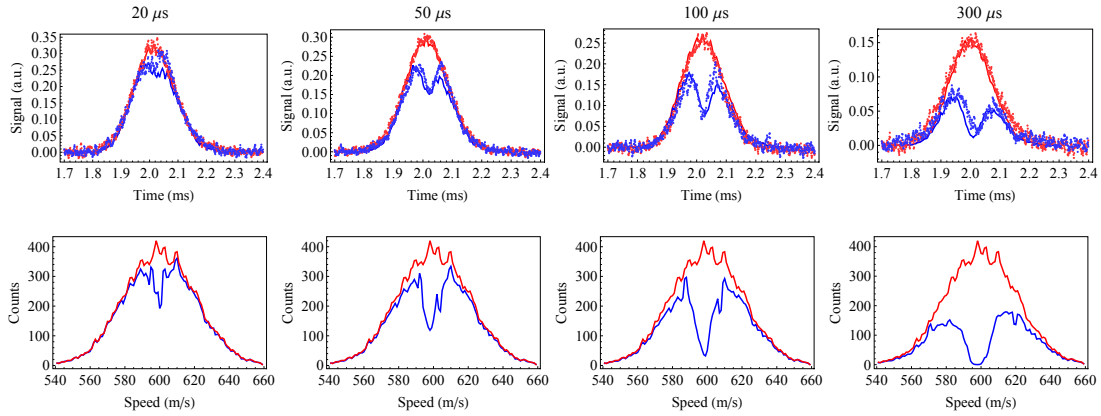 20 μs 50 μs 100 μs 300 μs
Signal (a.u.) 0.35 0.30 0.25 0.20 0.15 0.10 0.05 0.00
1.7 1.8 1.9 2.0 2.1 2.2 2.3 2.4
Time (ms)
Signal (a.u.) 0.30 0.25 0.20 0.15 0.10 0.05 0.00
1.7 1.8 1.9 2.0 2.1 2.2 2.3 2.4
Time (ms)
Signal (a.u.) 0.25 0.20 0.15 0.10 0.05 0.00
1.7 1.8 1.9 2.0 2.1 2.2 2.3 2.4
Time (ms)
Signal (a.u.) 0.15 0.10 0.05 0.00
1.7 1.8 1.9 2.0 2.1 2.2 2.3 2.4
Time (ms)
Counts 400 300 200 100 0
540 560 580 600 620 640 660
Speed (m/s)
Counts 400 300 200 100 0
540 560 580 600 620 640 660
Speed (m/s)
Counts 400 300 200 100 0
540 560 580 600 620 640 660
Speed (m/s)
Counts 400 300 200 100 0
540 560 580 600 620 640 660
Speed (m/s)